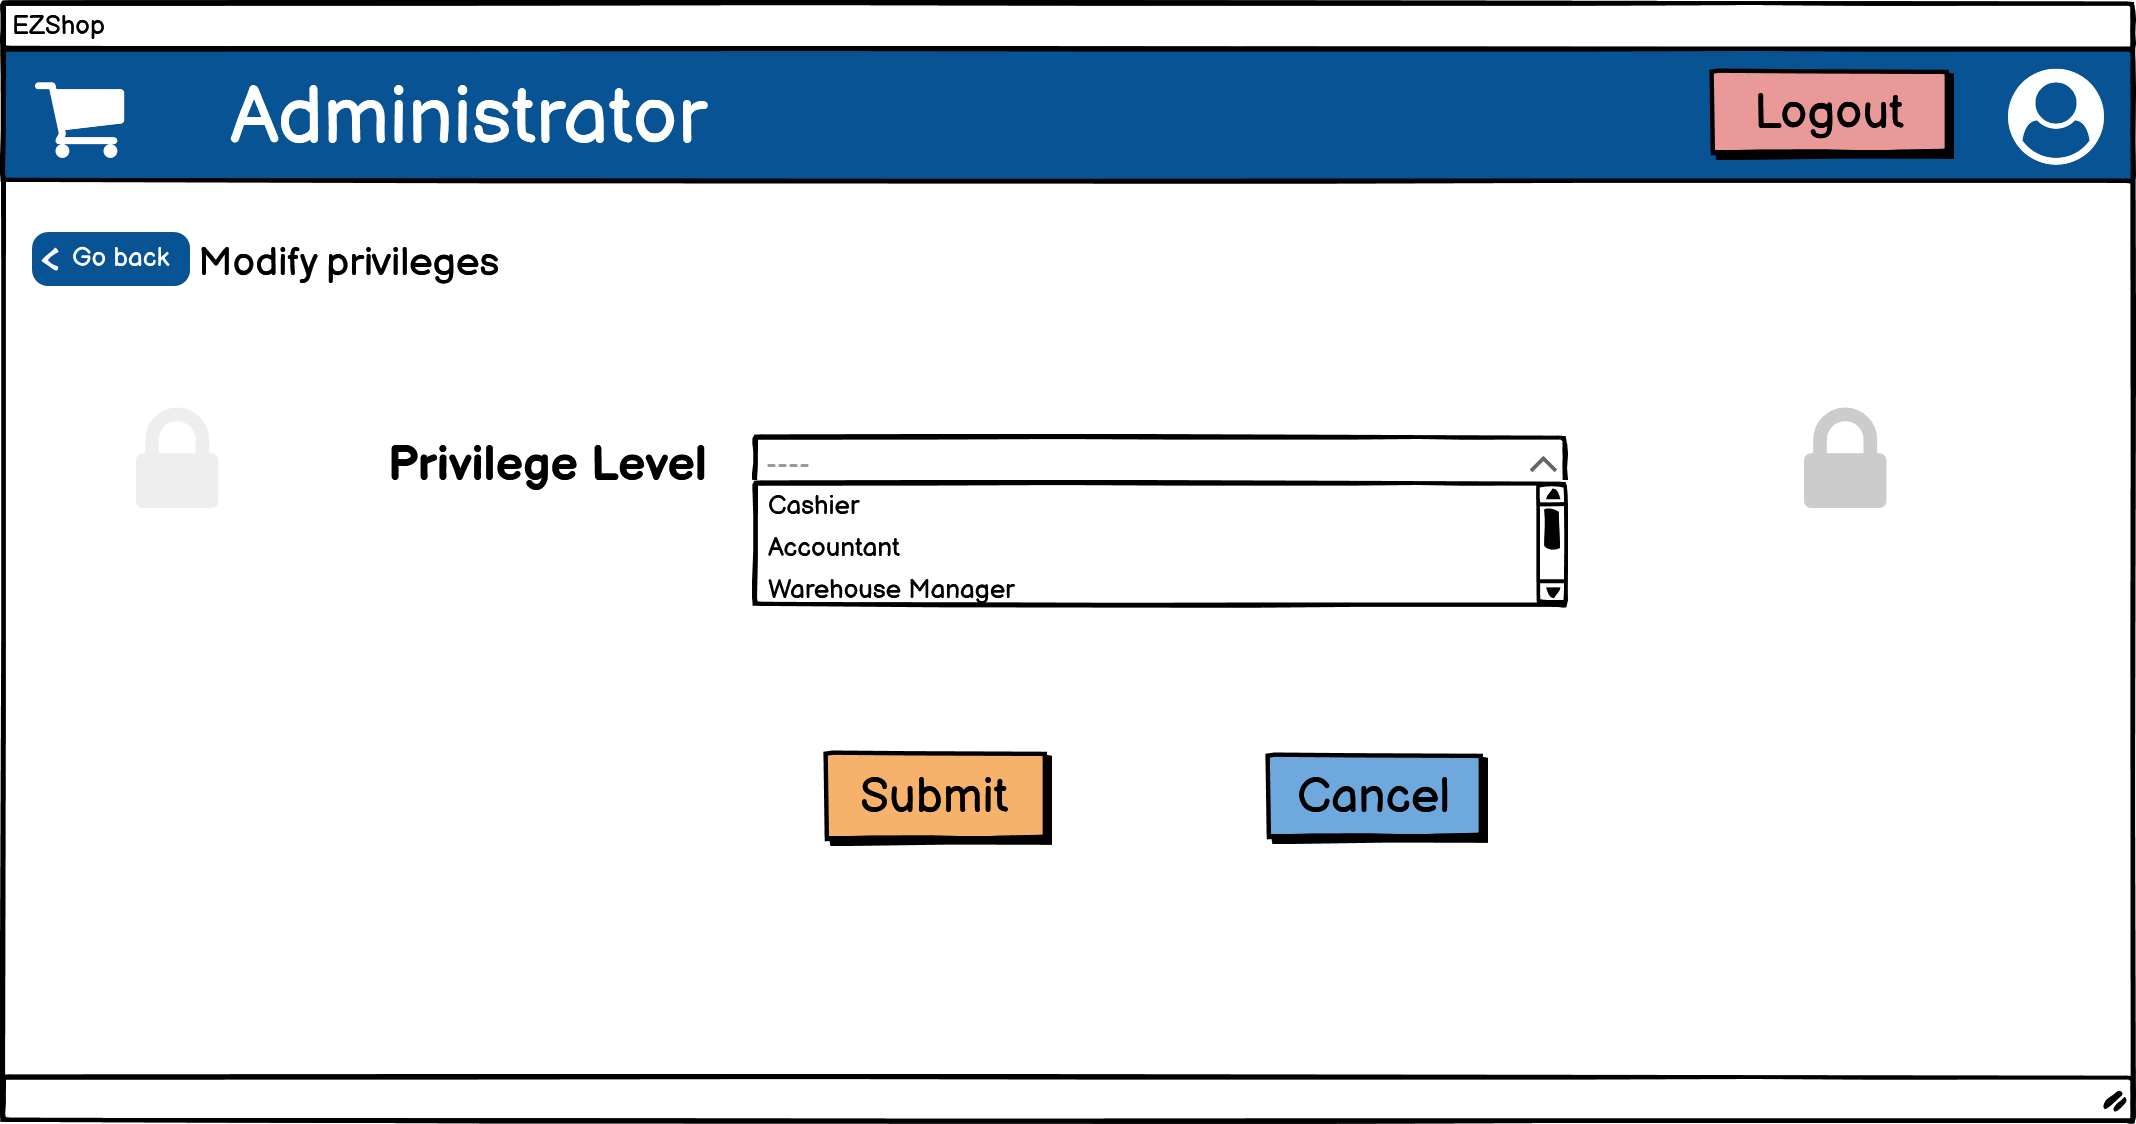 EZShop
Administrator
Logout
Go back
Modify privileges
Privilege Level
----
Cashier
Accountant
Warehouse Manager
Submit
Cancel